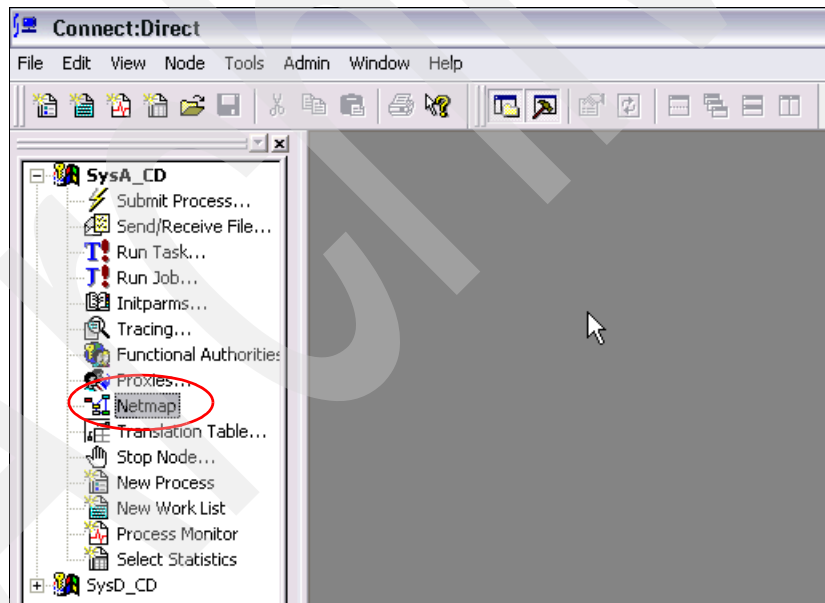 Connect:Direct
File Edit View Node Tools Admin Window Help
SysA_CD
Submit Process...
Send/Receive File...
Run Task...
Run Job...
Initparms...
Tracing...
Functional Authorities
Proxies...
Netmap
Translation Table...
Stop Node...
New Process
New Work List
Process Monitor
Select Statistics
SysD_CD